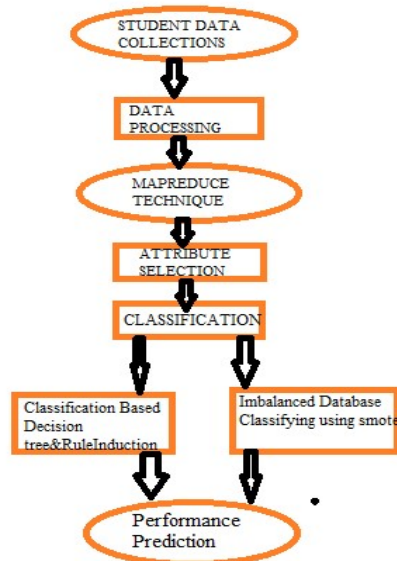 STUDENT DATA
COLLECTIONS
DATA
PROCESSING
MAPREDUCE
TECHNIQUE
ATTRIBUTE
SELECTION
CLASSIFICATION
Classification Based
Decision
tree&RuleInduction
Imbalanced Database
Classifying using smote
Performance
Prediction